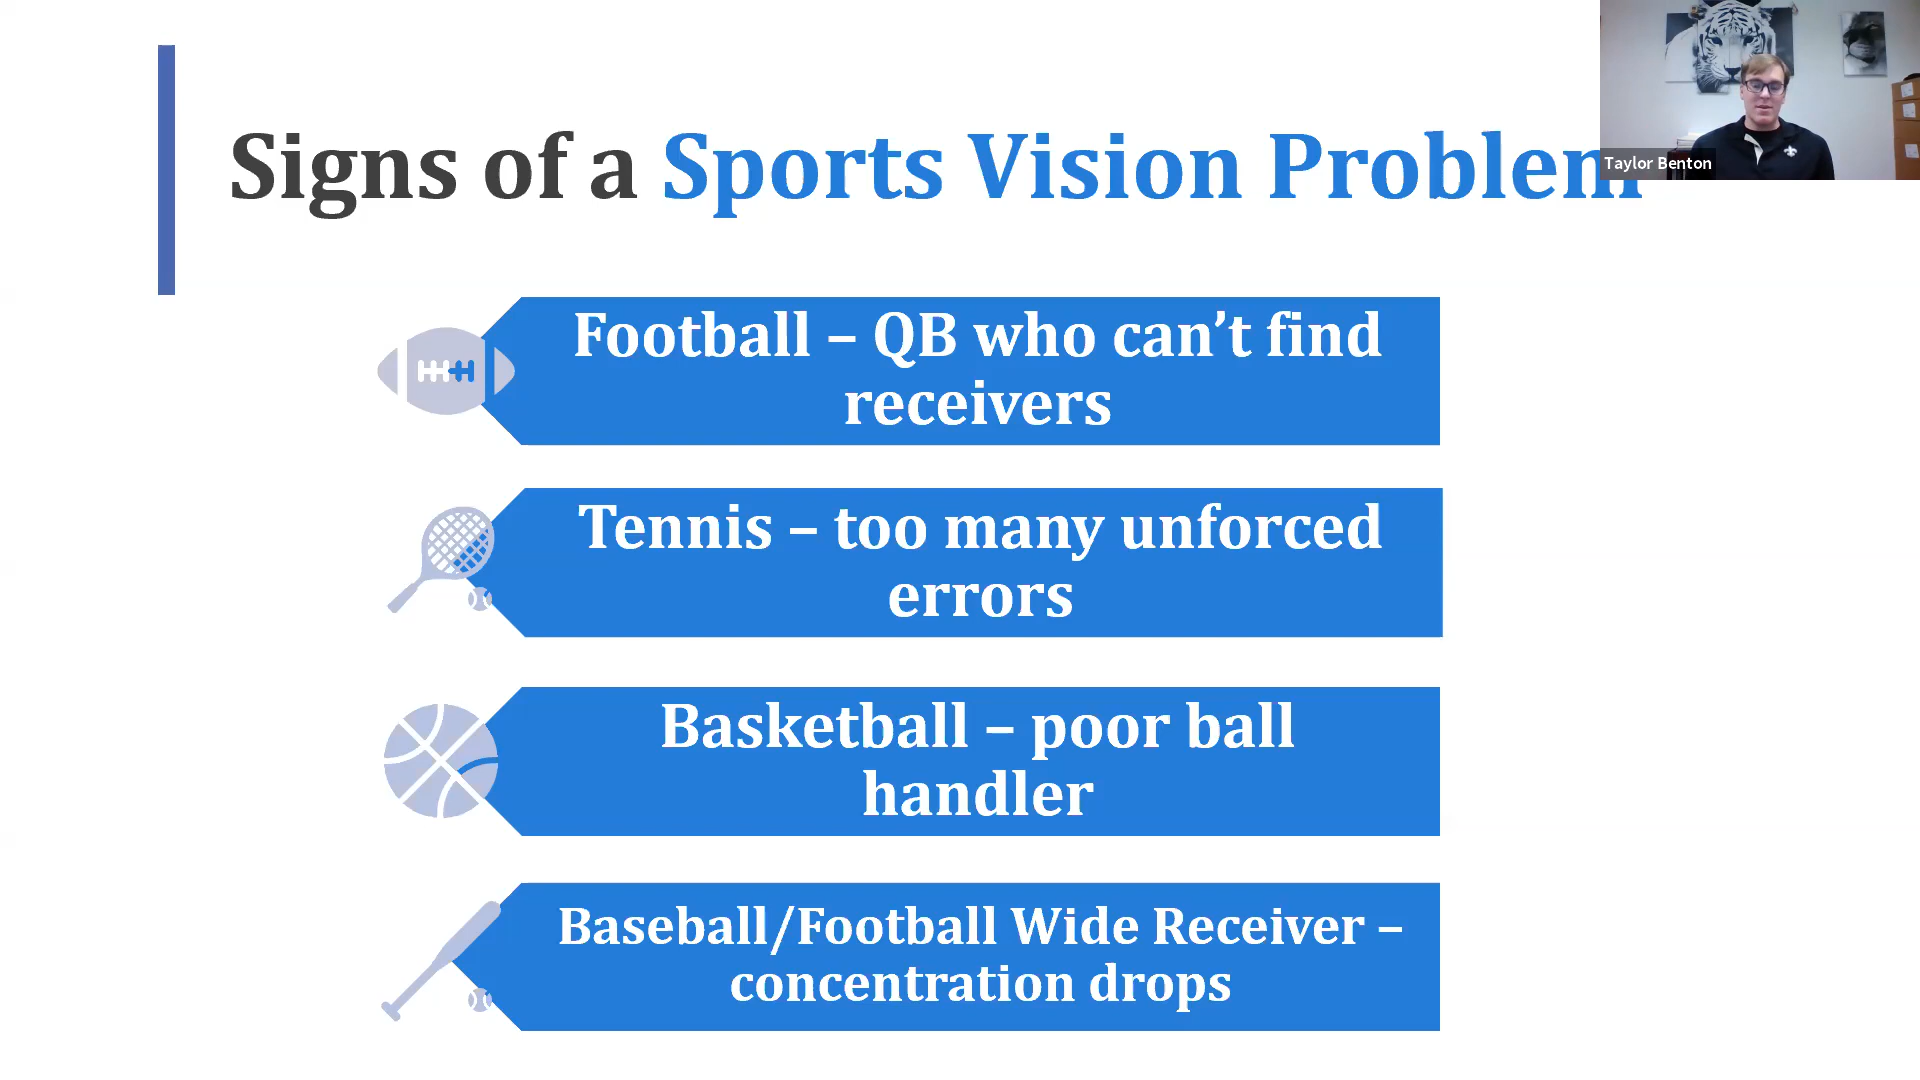 Signs of a Sports Vision Problem
Taylor Benton
Football – QB who can’t find
receivers
Tennis – too many unforced
errors
Basketball – poor ball
handler
Baseball/Football Wide Receiver –
concentration drops